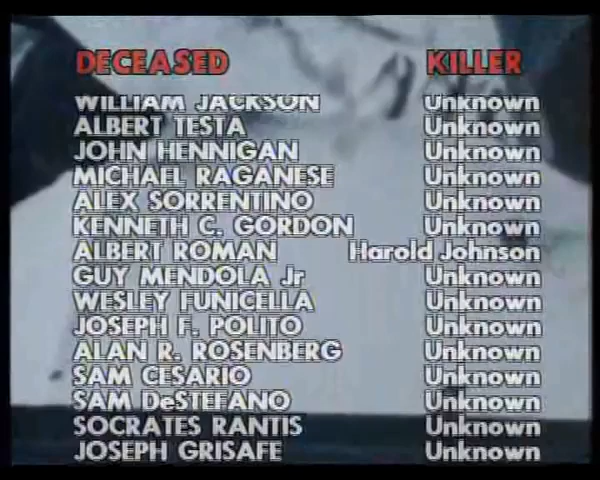 DECEASED KILLER
WILLIAM JACKSON Unknown
ALBERT TESTA Unknown
JOHN HENNIGAN Unknown
MICHAEL RAGANESE Unknown
ALEX SORRENTINO Unknown
KENNETH C. GORDON Unknown
ALBERT ROMAN Harold Johnson
GUY MENDOLA Jr Unknown
WESLEY FUNICELLA Unknown
JOSEPH F. POLITO Unknown
ALAN R. ROSENBERG Unknown
SAM CESARIO Unknown
SAM DeSTEFANO Unknown
SOCRATES RANTIS Unknown
JOSEPH GRISAFE Unknown